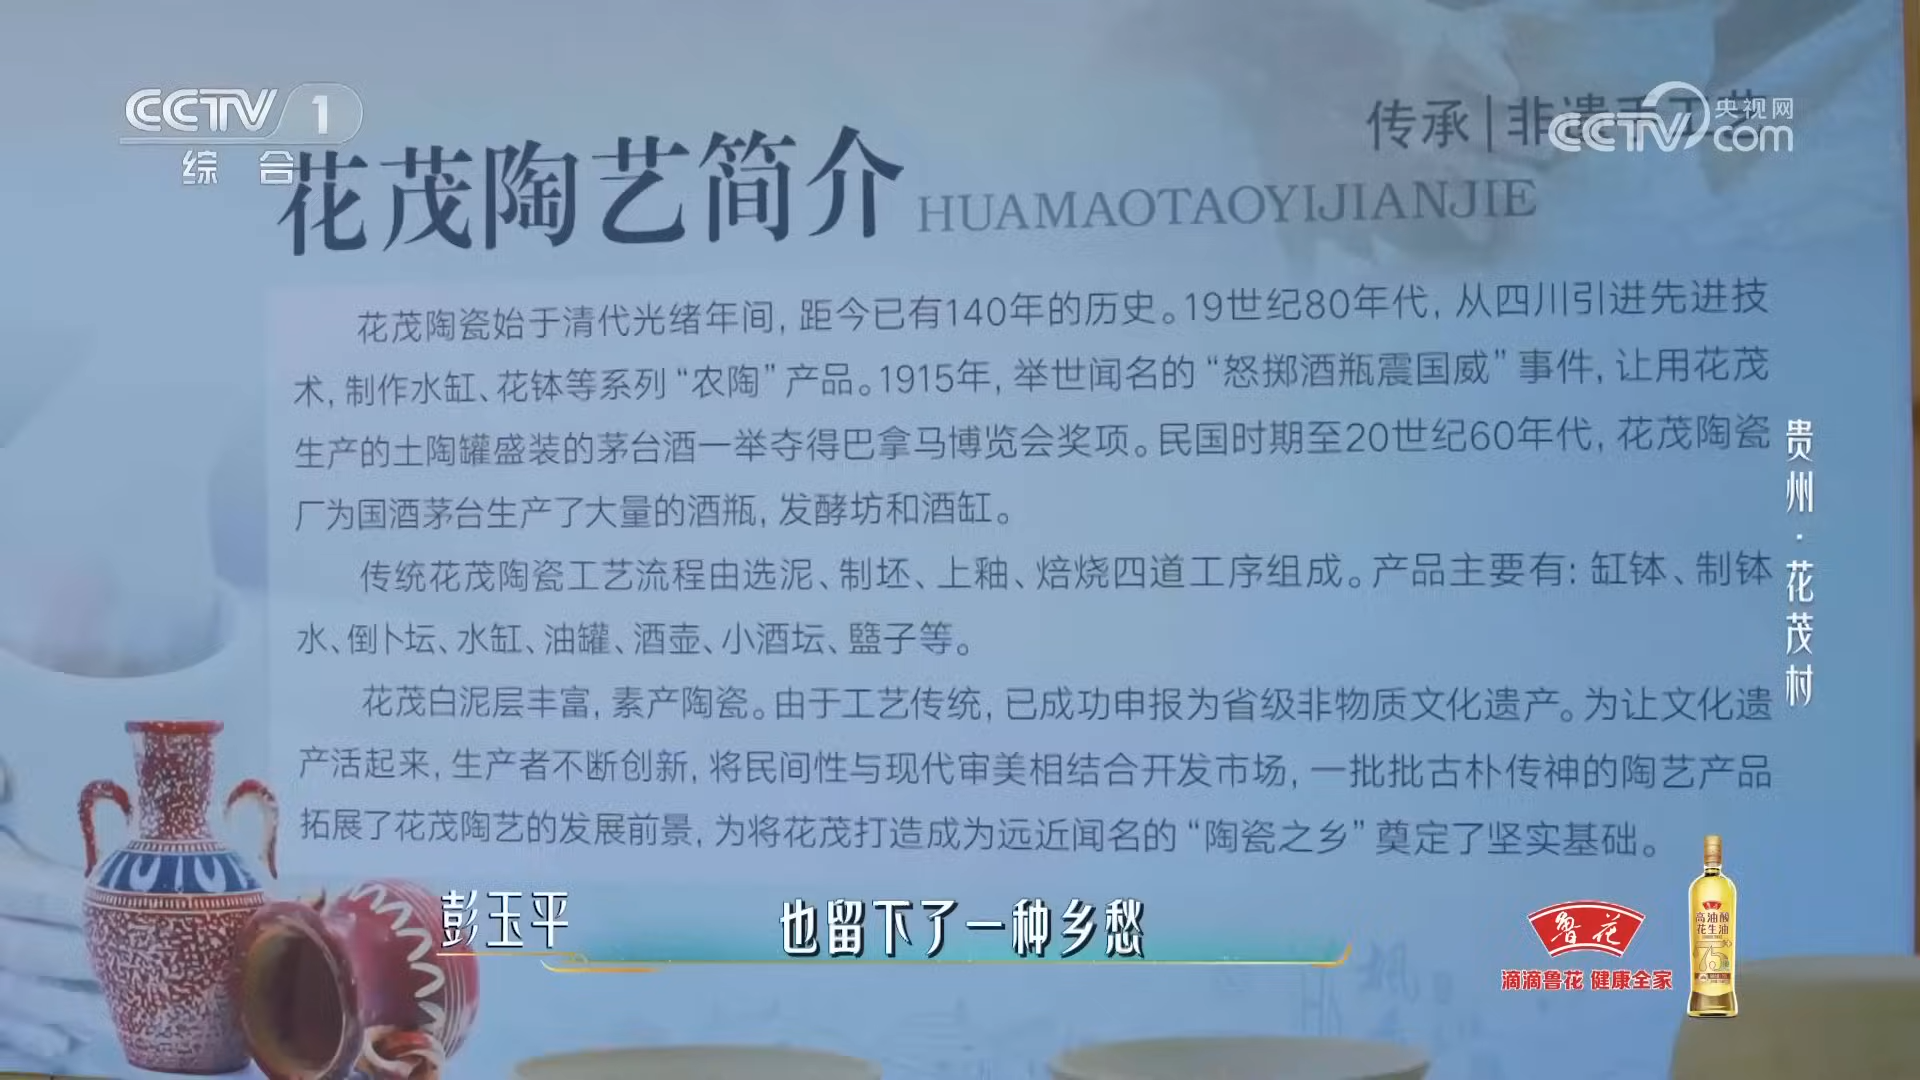 CCTV 1
综合
央视网
CCTV com
传承|非遗手工艺
花茂陶艺简介 HUAMAOTAOYIJIANJIE
花茂陶瓷始于清代光绪年间，距今已有140年的历史。19世纪80年代，从四川引进先进技
术，制作水缸、花钵等系列“农陶”产品。1915年，举世闻名的“怒掷酒瓶震国威”事件，让用花茂
生产的土陶罐盛装的茅台酒一举夺得巴拿马博览会奖项。民国时期至20世纪60年代，花茂陶瓷
厂为国酒茅台生产了大量的酒瓶，发酵坊和酒缸。
传统花茂陶瓷工艺流程由选泥、制坯、上釉、焙烧四道工序组成。产品主要有：缸钵、制钵
水、倒卜坛、水缸、油罐、酒壶、小酒坛、盬子等。
花茂白泥层丰富，素产陶瓷。由于工艺传统，已成功申报为省级非物质文化遗产。为让文化遗
产活起来，生产者不断创新，将民间性与现代审美相结合开发市场，一批批古朴传神的陶艺产品
拓展了花茂陶艺的发展前景，为将花茂打造成为远近闻名的“陶瓷之乡”奠定了坚实基础。
贵州·花茂村
彭玉平
也留下了一种乡愁
鲁花
滴滴鲁花 健康全家
高油酸
花生油
75